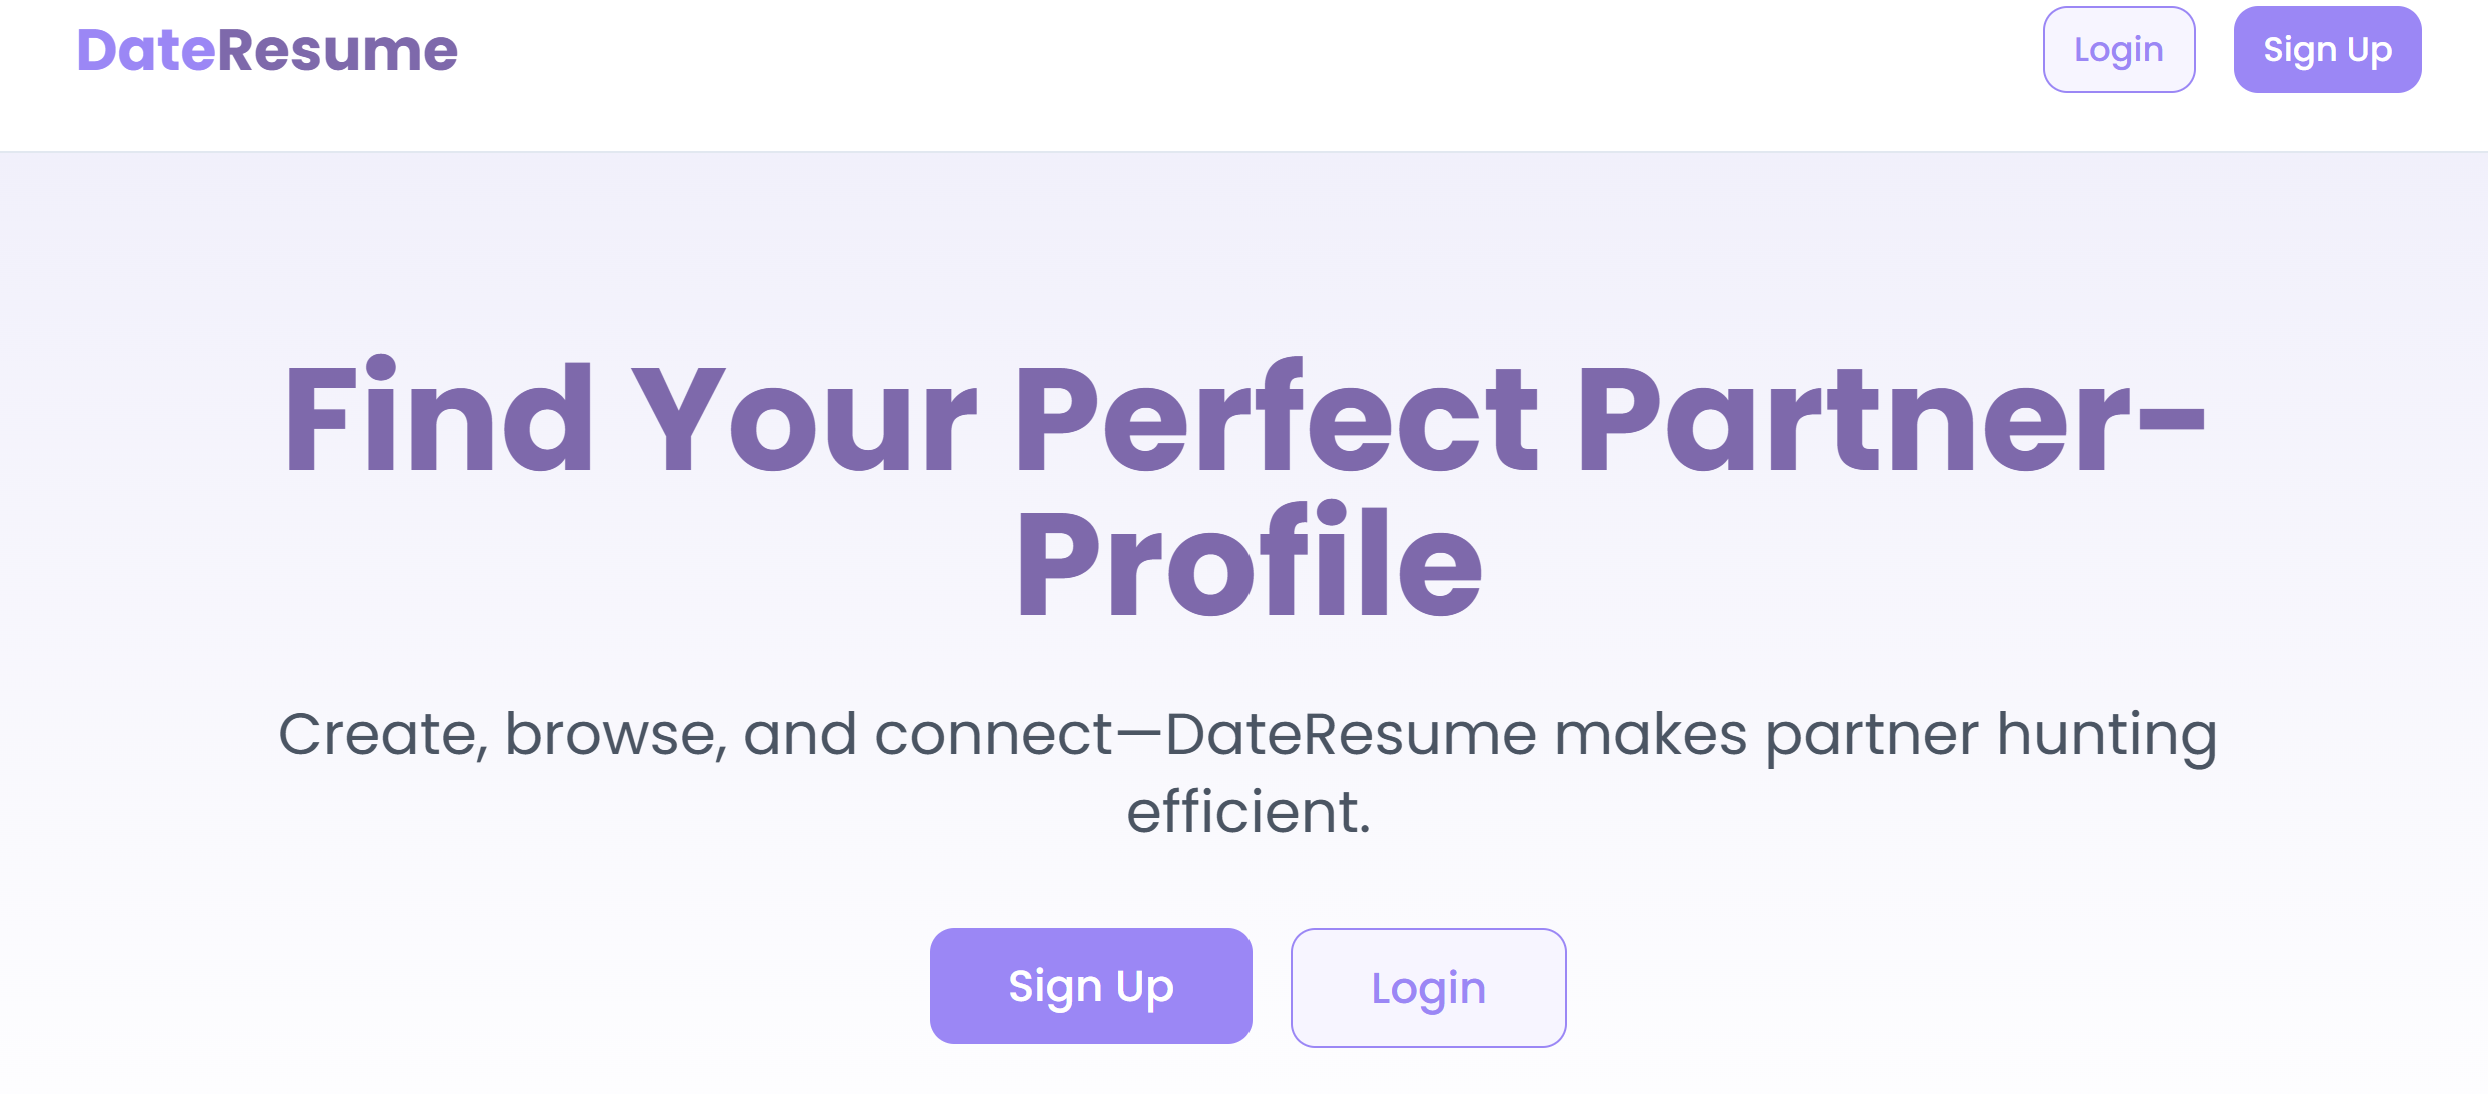 DateResume
Login
Sign Up
Find Your Perfect Partner-
Profile
Create, browse, and connect—DateResume makes partner hunting
efficient.
Sign Up
Login